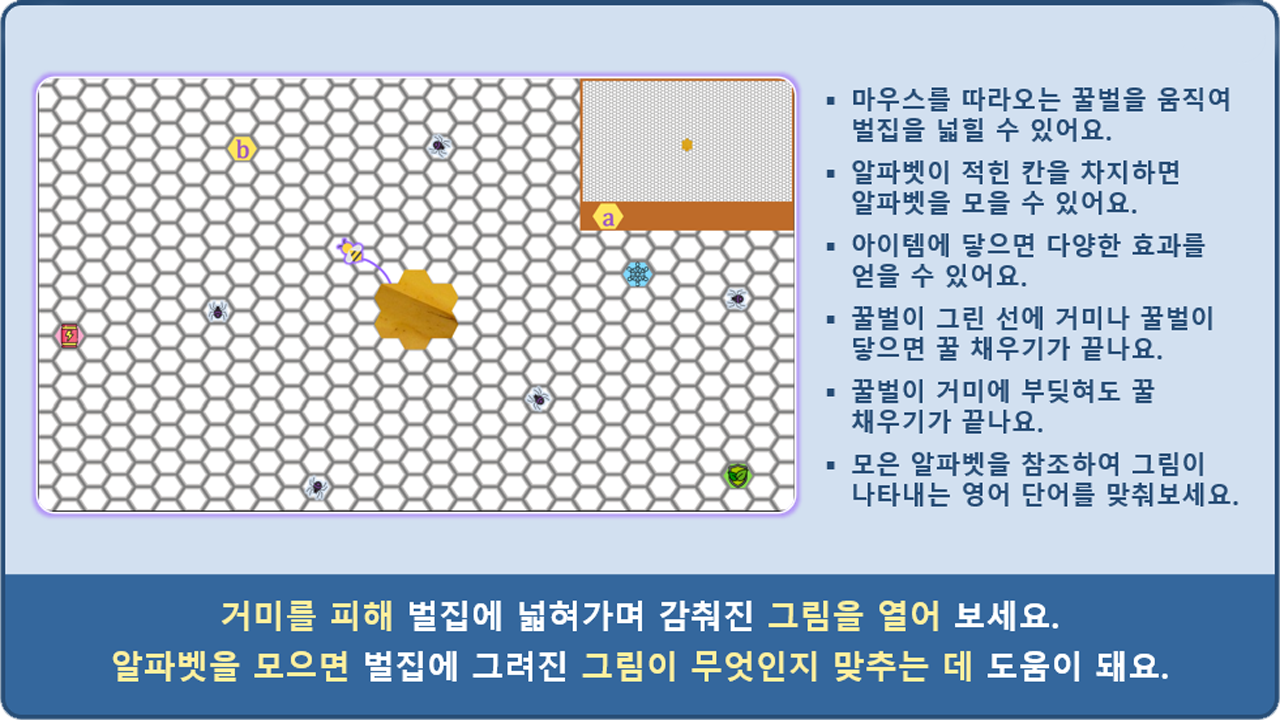 b
a
▪ 마우스를 따라오는 꿀벌을 움직여
벌집을 넓힐 수 있어요.
▪ 알파벳이 적힌 칸을 차지하면
알파벳을 모을 수 있어요.
▪ 아이템에 닿으면 다양한 효과를
얻을 수 있어요.
▪ 꿀벌이 그린 선에 거미나 꿀벌이
닿으면 꿀 채우기가 끝나요.
▪ 꿀벌이 거미에 부딪혀도 꿀
채우기가 끝나요.
▪ 모은 알파벳을 참조하여 그림이
나타내는 영어 단어를 맞춰보세요.
거미를 피해 벌집에 넓혀가며 감춰진 그림을 열어 보세요.
알파벳을 모으면 벌집에 그려진 그림이 무엇인지 맞추는 데 도움이 돼요.